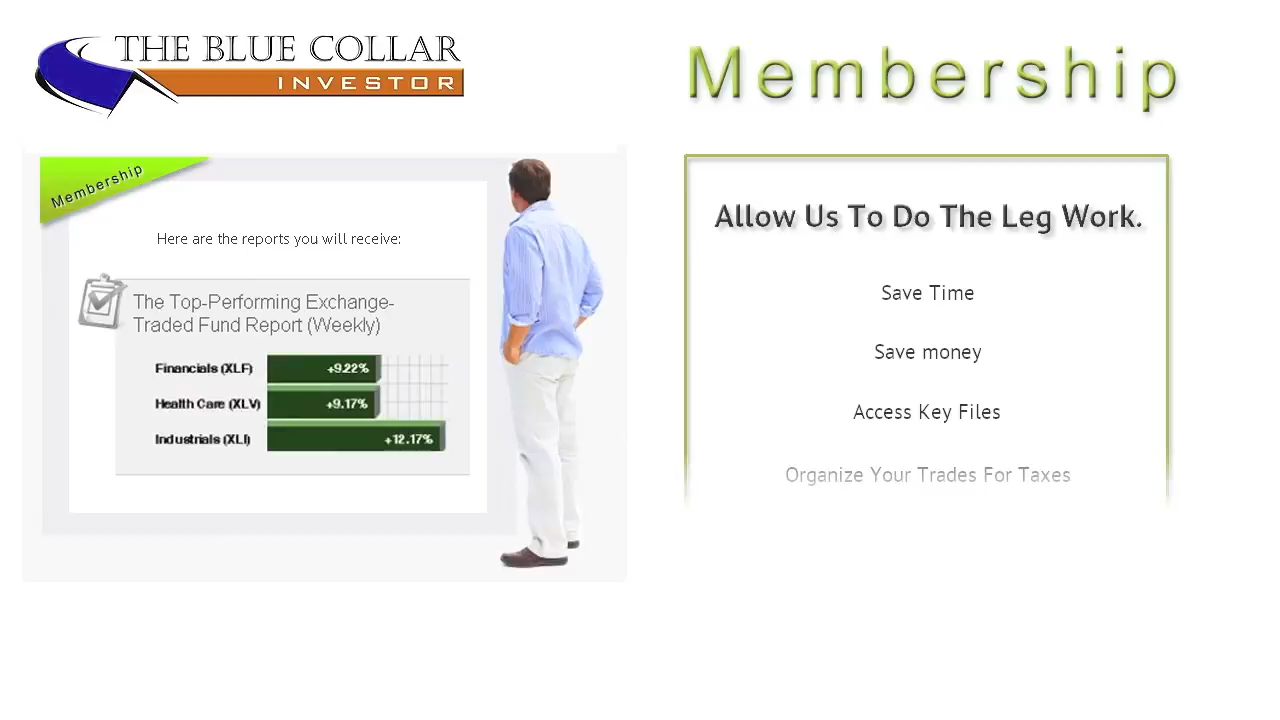 THE BLUE COLLAR
INVESTOR
Membership
Membership
Here are the reports you will receive:
The Top-Performing Exchange-
Traded Fund Report (Weekly)
Financials (XLF) +9.22%
Health Care (XLV) +9.17%
Industrials (XLI) +12.17%
Allow Us To Do The Leg Work.
Save Time
Save money
Access Key Files
Organize Your Trades For Taxes